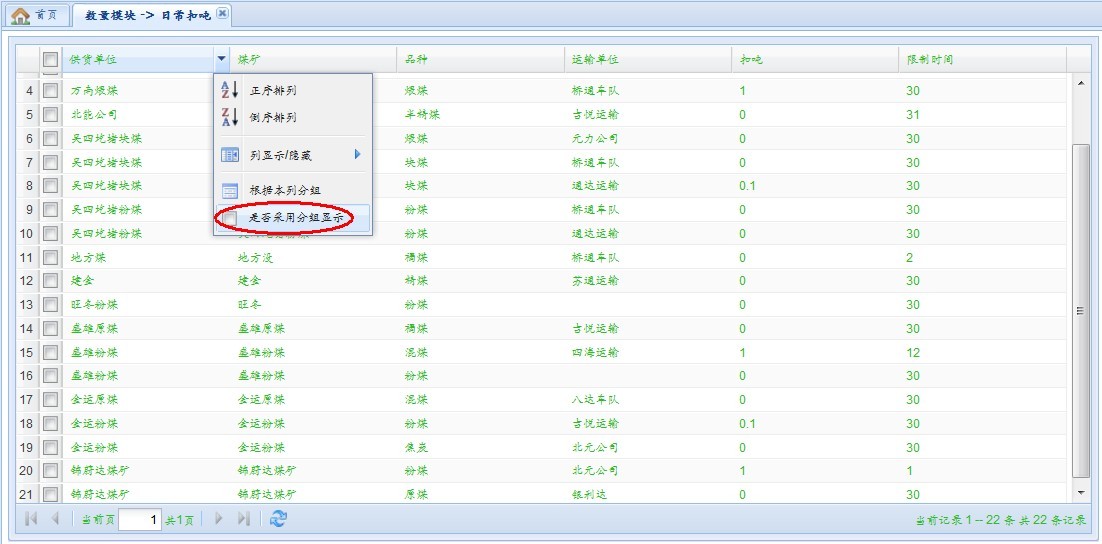 首页 数量模块 -> 日常扣吨
供货单位 煤矿 品种 运输单位 扣吨 限制时间
4 万南煨煤 煨煤 桥通车队 1 30
5 北能公司 半精煤 吉悦运输 0 31
6 吴四圪堵块煤 煨煤 元力公司 0 30
7 吴四圪堵块煤 块煤 桥通车队 0 30
8 吴四圪堵块煤 块煤 通达运输 0.1 30
9 吴四圪堵粉煤 粉煤 桥通车队 0 30
10 吴四圪堵粉煤 粉煤 通达运输 0 30
正序排列
倒序排列
列显示/隐藏
根据本列分组
是否采用分组显示
11 地方煤 地方没 桥通车队 0 2
12 建金 建金 精煤 苏通运输 0 30
13 旺冬粉煤 旺冬 粉煤 0 30
14 盛雄原煤 盛雄原煤 吉悦运输 0 30
15 盛雄粉煤 盛雄粉煤 混煤 四海运输 1 12
16 盛雄粉煤 盛雄粉煤 粉煤 0 30
17 金运原煤 金运原煤 混煤 八达车队 0 30
18 金运粉煤 金运粉煤 粉煤 吉悦运输 0.1 30
19 金运粉煤 金运粉煤 焦炭 北元公司 0 30
20 锦蔚达煤矿 锦蔚达煤矿 粉煤 北元公司 1 1
21 锦蔚达煤矿 锦蔚达煤矿 原煤 银利达 0 30
当前页 1 共1页 当前记录 1 -- 22 条 共 22 条记录